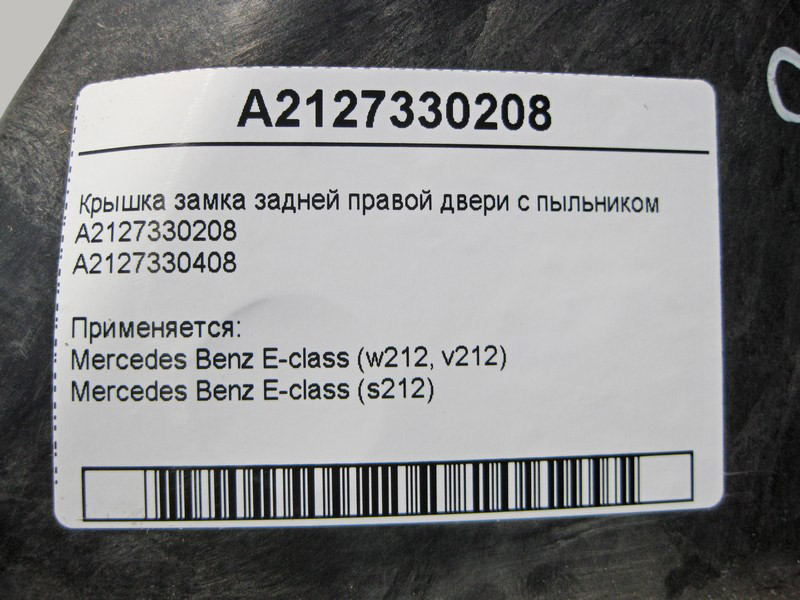 A2127330208
Крышка замка задней правой двери с пыльником
A2127330208
A2127330408
Применяется:
Mercedes Benz E-class (w212, v212)
Mercedes Benz E-class (s212)